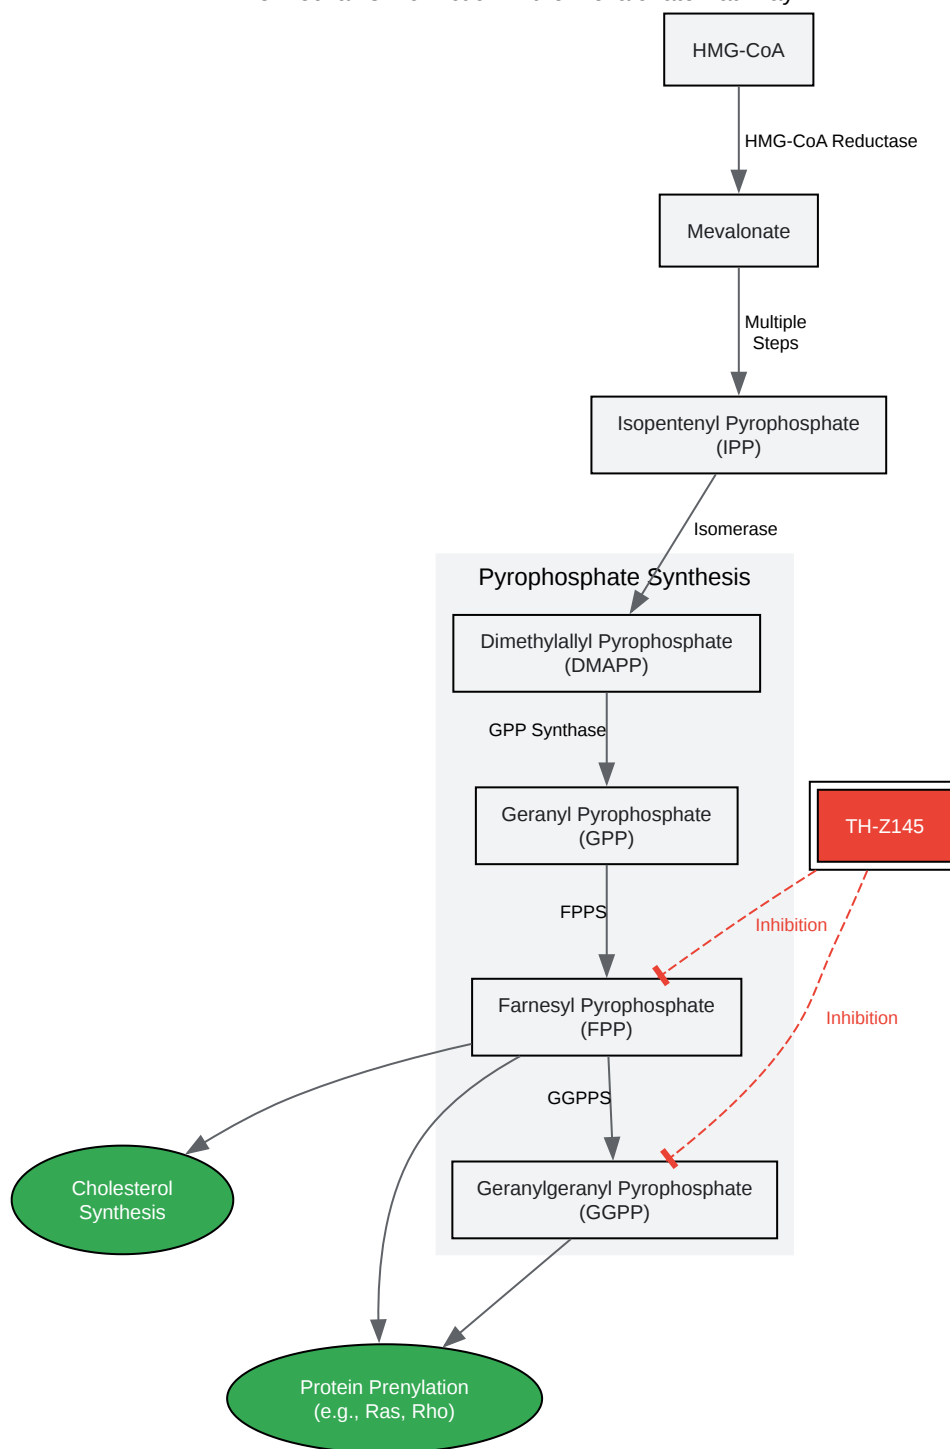 HMG-CoA
HMG-CoA Reductase
Mevalonate
Multiple
Steps
Isopentenyl Pyrophosphate
(IPP)
Isomerase
Pyrophosphate Synthesis
Dimethylallyl Pyrophosphate
(DMAPP)
GPP Synthase
Geranyl Pyrophosphate
(GPP)
TH-Z145
FPPS
Inhibition
Farnesyl Pyrophosphate
(FPP)
Inhibition
GGPPS
Geranylgeranyl Pyrophosphate
(GGPP)
Cholesterol
Synthesis
Protein Prenylation
(e.g., Ras, Rho)